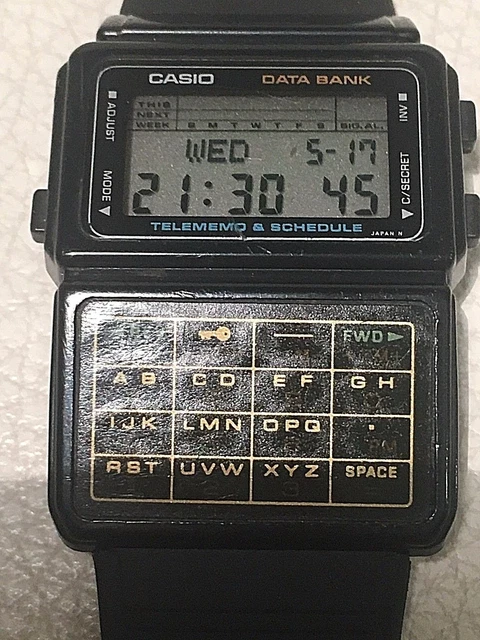 CASIO DATA BANK
ADJUST
MODE
INV
C/SECRET
THIS
NEXT
WEEK S M T W T F S SIG.AL.
WED 5-17
21:30 45
TELEMEMO & SCHEDULE
JAPAN N
FWD
AB CD EF GH
IJK LMN OPQ .
RST UVW XYZ SPACE